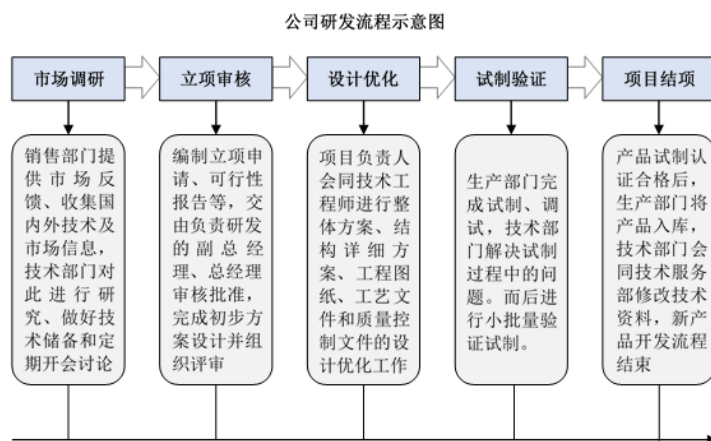 公司研发流程示意图
市场调研
立项审核
设计优化
试制验证
项目结项
销售部门提
供市场反
馈、收集国
内外技术及
市场信息，
技术部门对
此进行研
究、做好技
术储备和定
期开会讨论
编制立项申
请、可行性
报告等，交
由负责研发
的副总经
理、总经理
审核批准，
完成初步方
案设计并组
织评审
项目负责人
会同技术工
程师进行整
体方案、结
构详细方
案、工程图
纸、工艺文
件和质量控
制文件的设
计优化工作
生产部门完
成试制、调
试，技术部
门解决试制
过程中的问
题。而后进
行小批量验
证试制。
产品试制认
证合格后，
生产部门将
产品入库，
技术部门会
同技术服务
部修改技术
资料，新产
品开发流程
结束